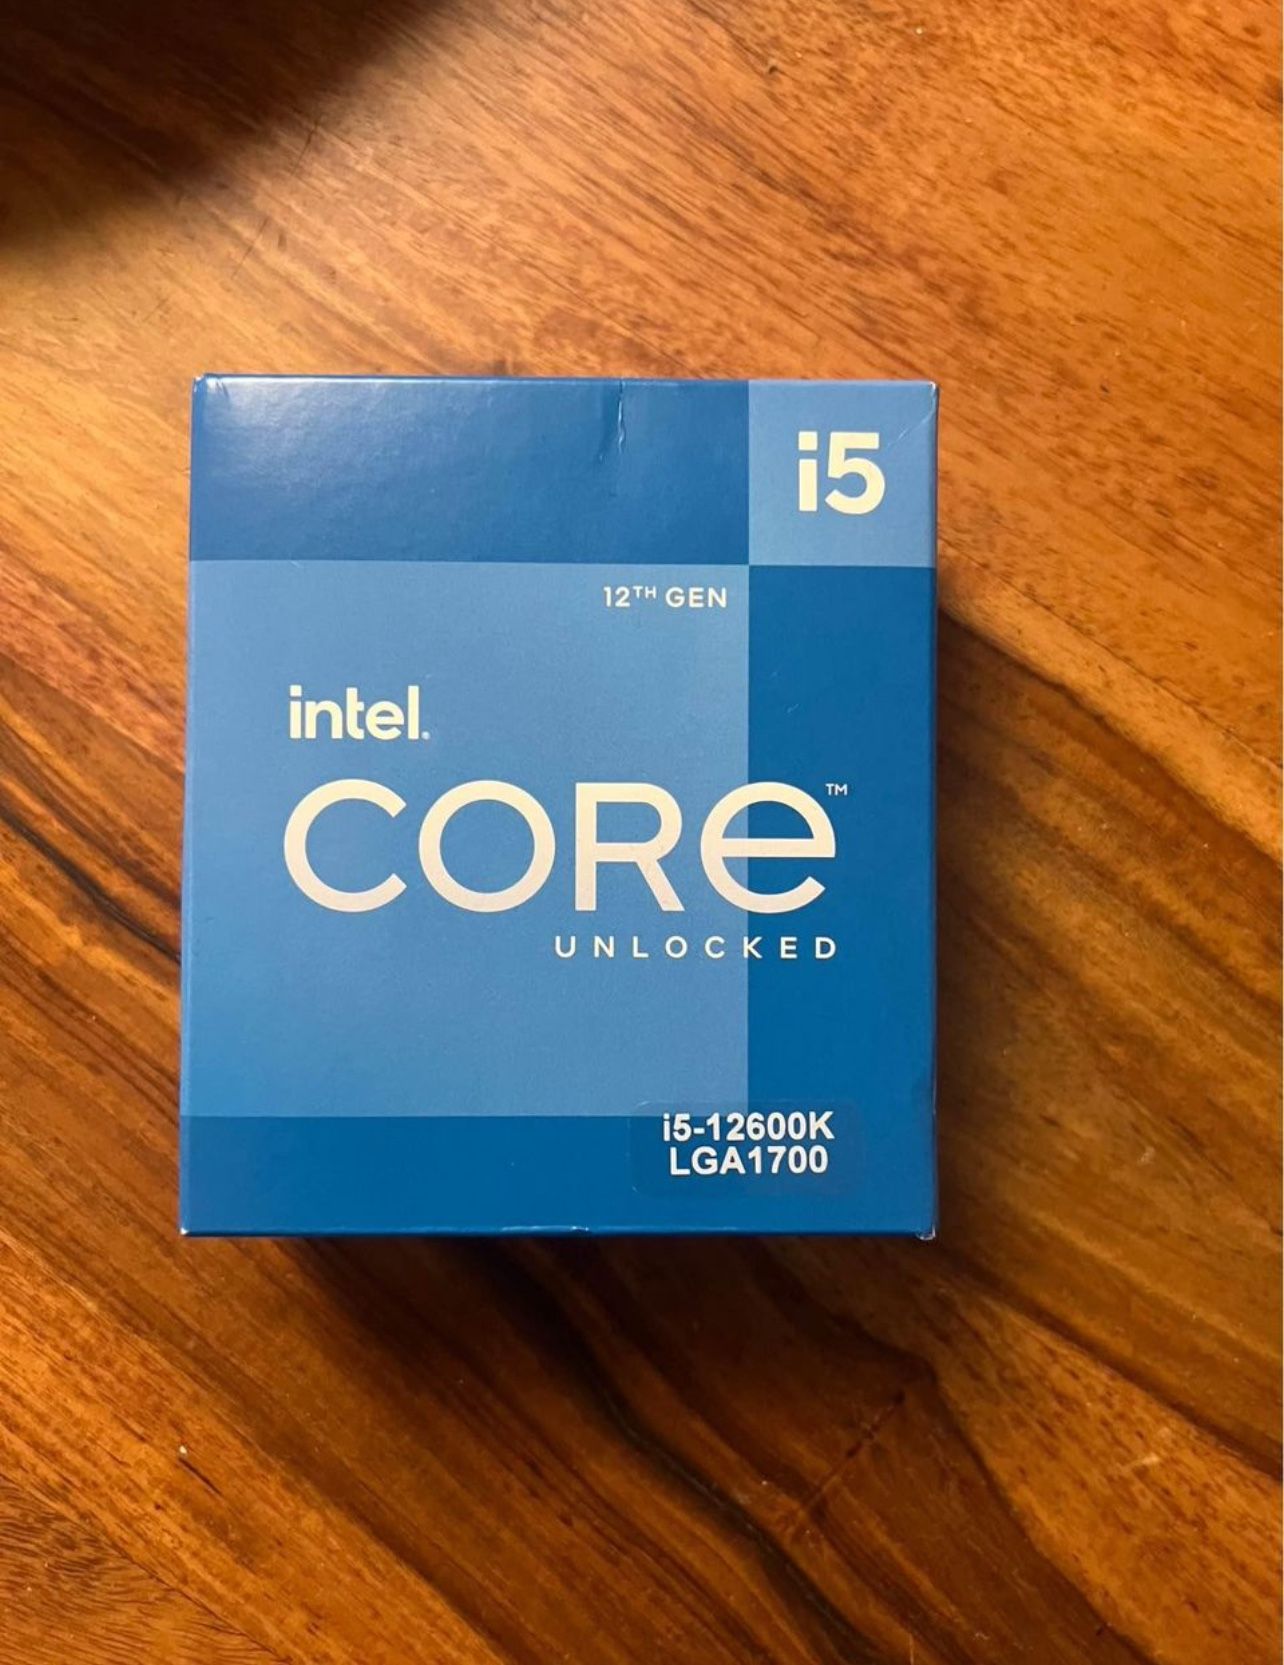 i5
12TH GEN
intel.
CORE™
UNLOCKED
i5-12600K
LGA1700